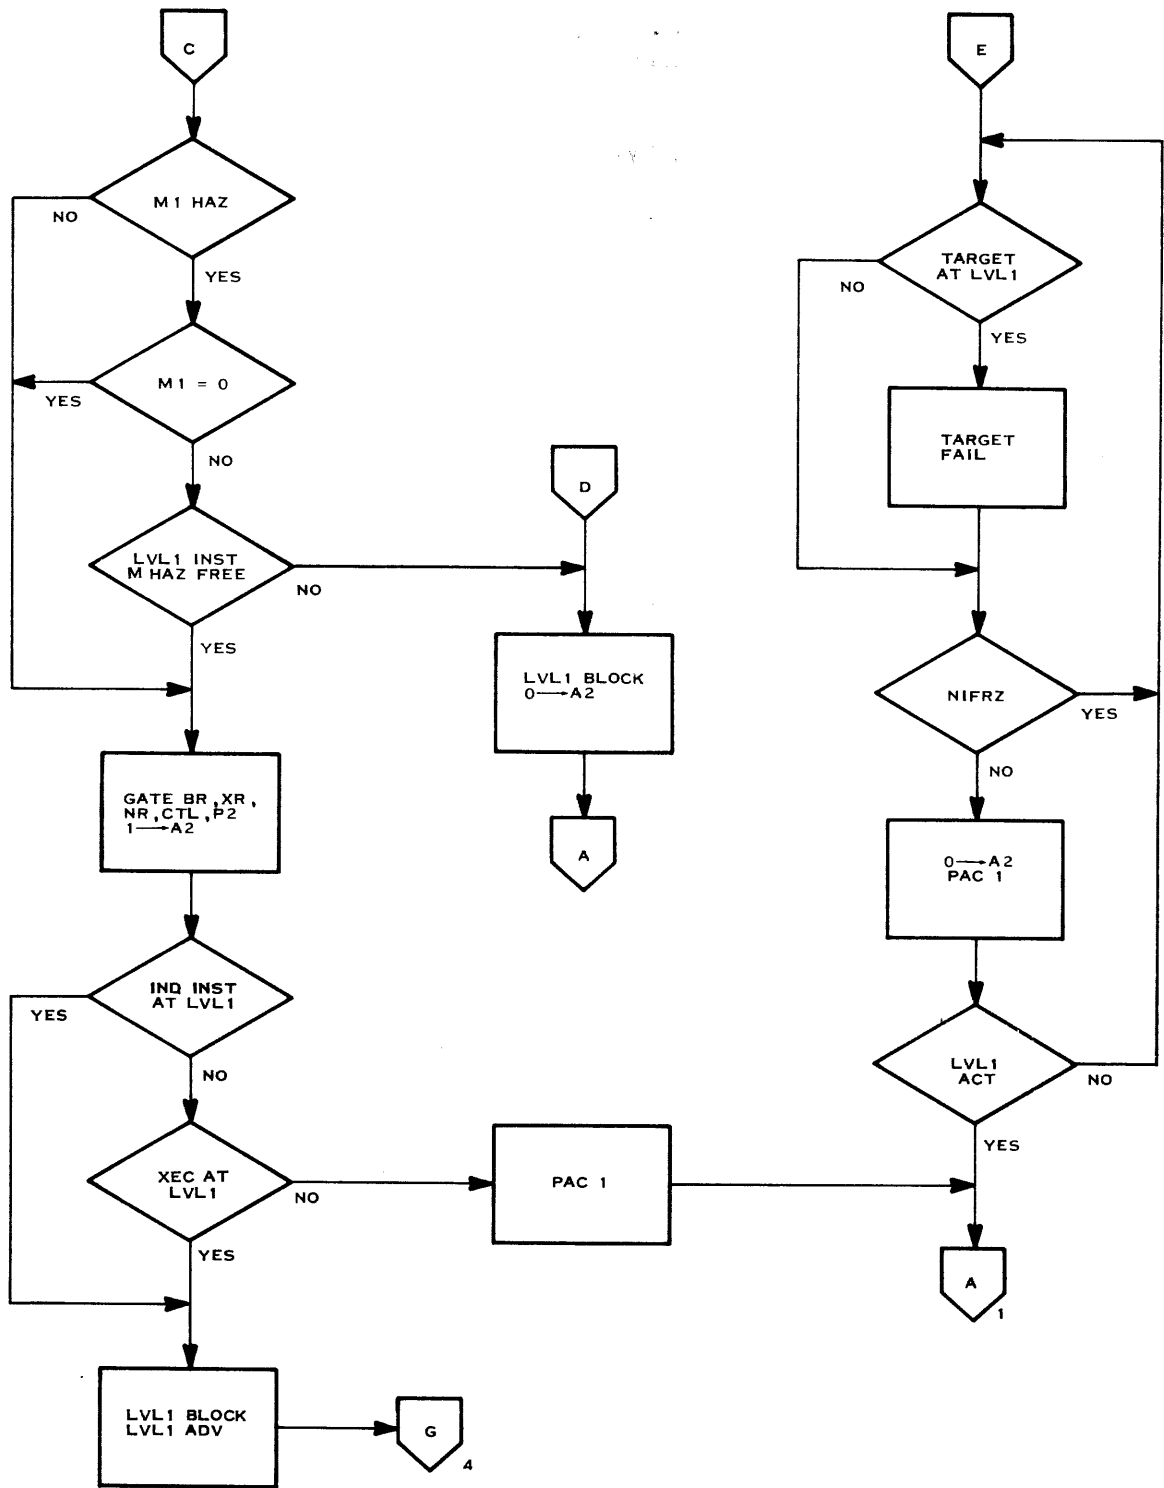 C
M1 HAZ
NO
YES
M1 = 0
YES
NO
LVL1 INST
M HAZ FREE
NO
YES
GATE BR,XR,
NR,CTL,P2
1→A2
IND INST
AT LVL1
YES
NO
XEC AT
LVL1
NO
YES
LVL1 BLOCK
LVL1 ADV
G
4
D
LVL1 BLOCK
0→A2
A
PAC 1
E
TARGET
AT LVL1
NO
YES
TARGET
FAIL
NIFRZ
YES
NO
0→A2
PAC 1
LVL1
ACT
NO
YES
A
1